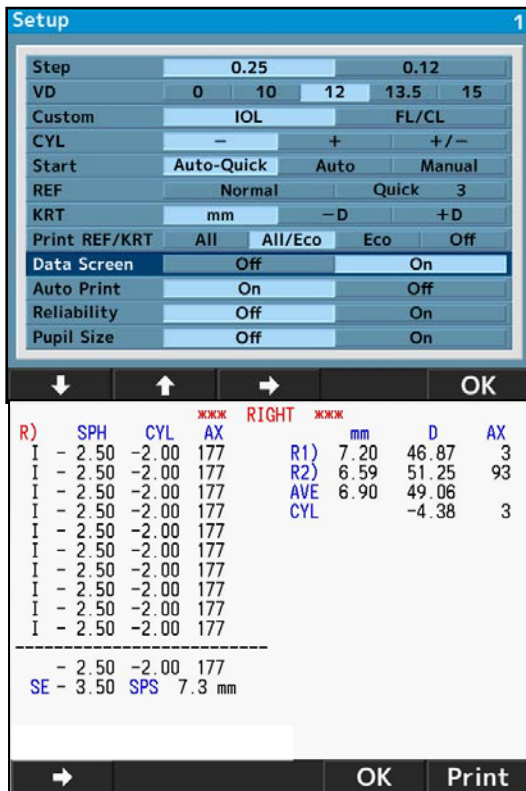 Setup 1
Step 0.25 0.12
VD 0 10 12 13.5 15
Custom IOL FL/CL
CYL − + +/−
Start Auto-Quick Auto Manual
REF Normal Quick 3
KRT mm −D +D
Print REF/KRT All All/Eco Eco Off
Data Screen Off On
Auto Print On Off
Reliability Off On
Pupil Size Off On
OK
*** RIGHT ***
R) SPH CYL AX mm D AX
I - 2.50 -2.00 177 R1) 7.20 46.87 3
I - 2.50 -2.00 177 R2) 6.59 51.25 93
I - 2.50 -2.00 177 AVE 6.90 49.06
I - 2.50 -2.00 177 CYL -4.38 3
I - 2.50 -2.00 177
I - 2.50 -2.00 177
I - 2.50 -2.00 177
I - 2.50 -2.00 177
I - 2.50 -2.00 177
I - 2.50 -2.00 177
- 2.50 -2.00 177
SE - 3.50 SPS 7.3 mm
OK Print